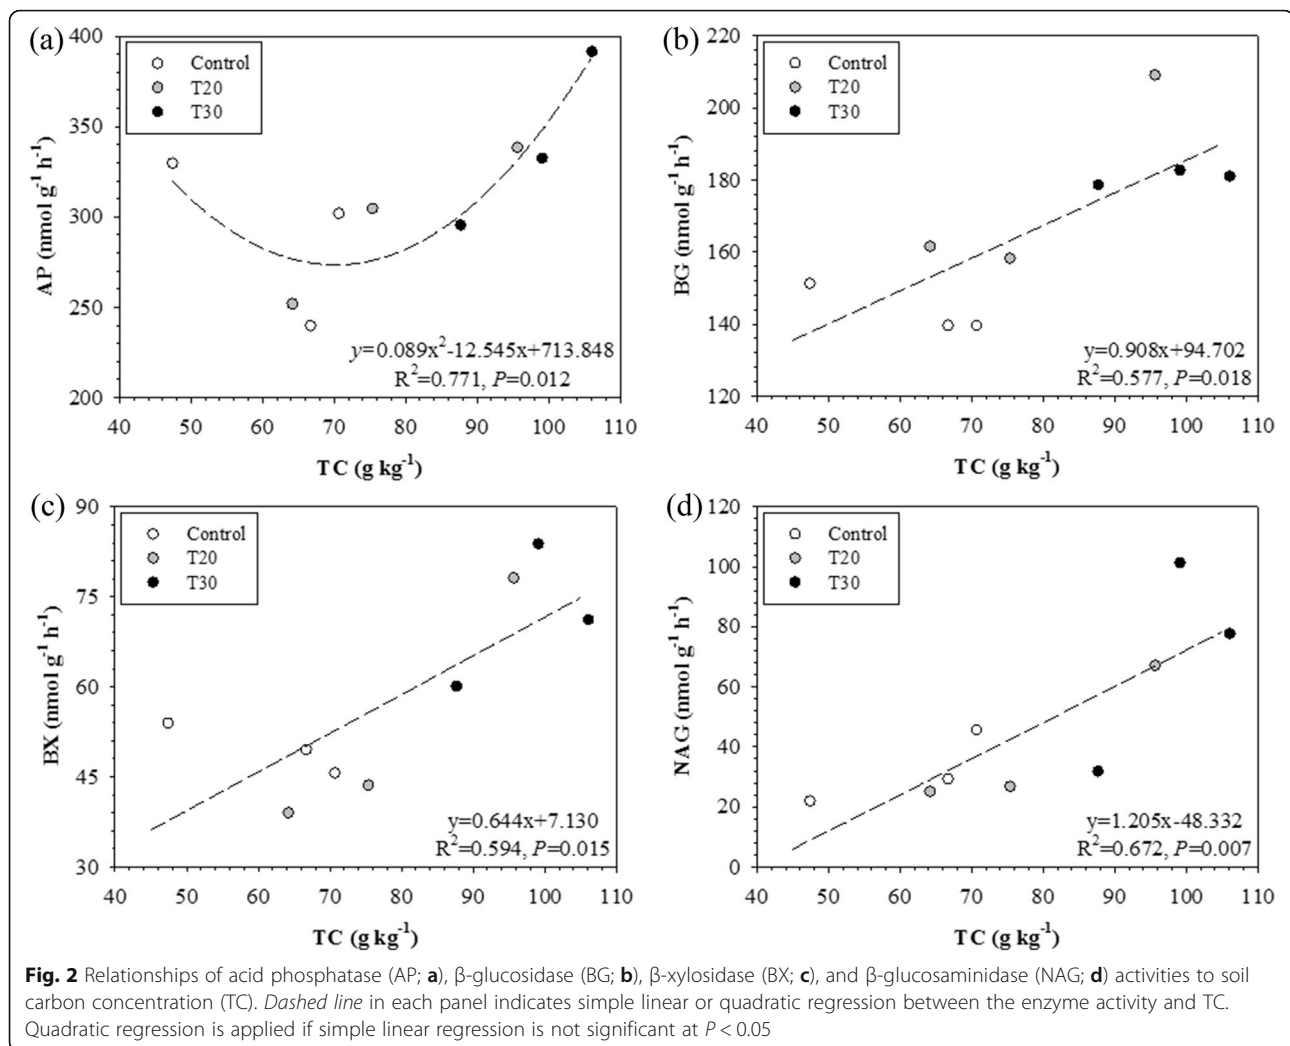 (a)
400
350
300
250
200
AP (nmol g⁻¹ h⁻¹)
Control
T20
T30
y=0.089x²-12.545x+713.848
R²=0.771, P=0.012
40 50 60 70 80 90 100 110
TC (g kg⁻¹)
(b)
220
200
180
160
140
120
BG (nmol g⁻¹ h⁻¹)
Control
T20
T30
y=0.908x+94.702
R²=0.577, P=0.018
40 50 60 70 80 90 100 110
TC (g kg⁻¹)
(c)
90
75
60
45
30
BX (nmol g⁻¹ h⁻¹)
Control
T20
T30
y=0.644x+7.130
R²=0.594, P=0.015
40 50 60 70 80 90 100 110
TC (g kg⁻¹)
(d)
120
100
80
60
40
20
0
NAG (nmol g⁻¹ h⁻¹)
Control
T20
T30
y=1.205x-48.332
R²=0.672, P=0.007
40 50 60 70 80 90 100 110
TC (g kg⁻¹)
Fig. 2 Relationships of acid phosphatase (AP; a), β-glucosidase (BG; b), β-xylosidase (BX; c), and β-glucosaminidase (NAG; d) activities to soil
carbon concentration (TC). Dashed line in each panel indicates simple linear or quadratic regression between the enzyme activity and TC.
Quadratic regression is applied if simple linear regression is not significant at P < 0.05